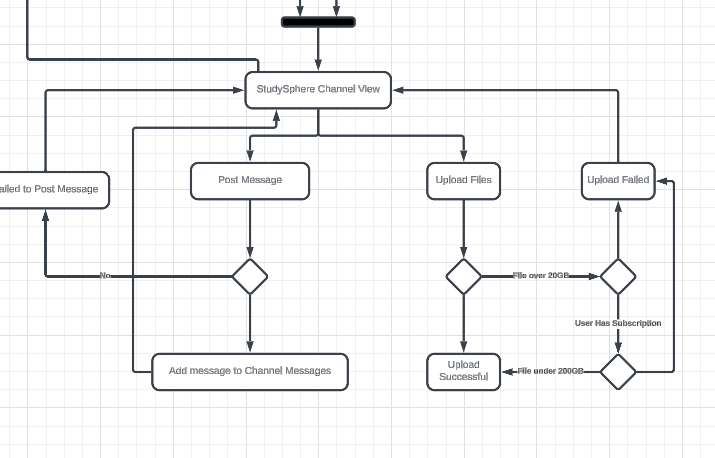 StudySphere Channel View
ailed to Post Message
Post Message
Upload Files
Upload Failed
No
File over 20GB
User Has Subscription
Add message to Channel Messages
Upload
Successful
File under 200GB